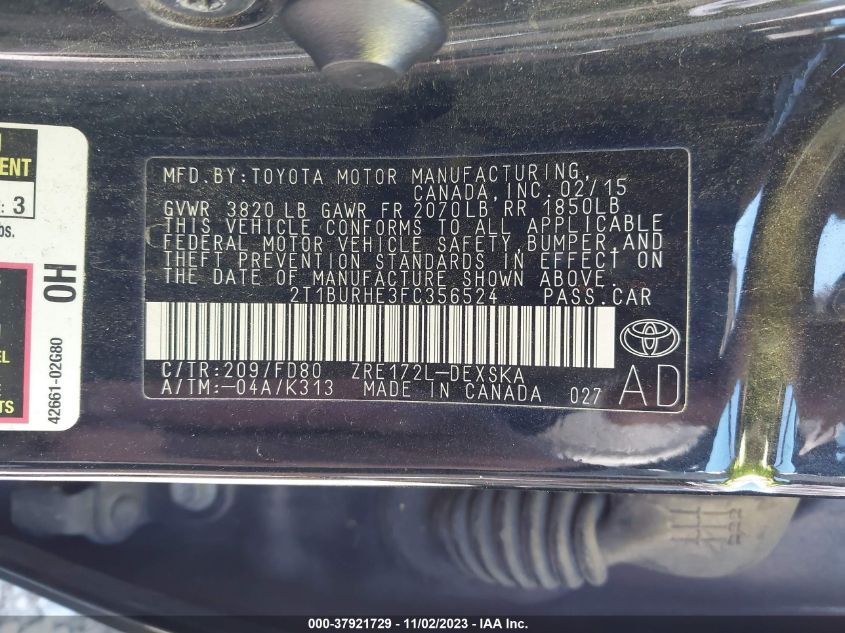 ENT
: 3
bs.
OH
EL
E
TS
42661-02G80
MFD.BY:TOYOTA MOTOR MANUFACTURING,
CANADA,INC.02/15
GVWR 3820 LB GAWR FR 2070LB,RR 1850LB
THIS VEHICLE CONFORMS TO ALL APPLICABLE
FEDERAL MOTOR VEHICLE SAFETY,BUMPER,AND
THEFT PREVENTION STANDARDS IN EFFECT ON
THE DATE OF MANUFACTURE SHOWN ABOVE.
2T1BURHE3FC356524 PASS.CAR
C/TR:209/FD80 ZRE172L-DEXSKA
A/TM:-04A/K313 MADE IN CANADA 027
AD
000-37921729 - 11/02/2023 - IAA Inc.